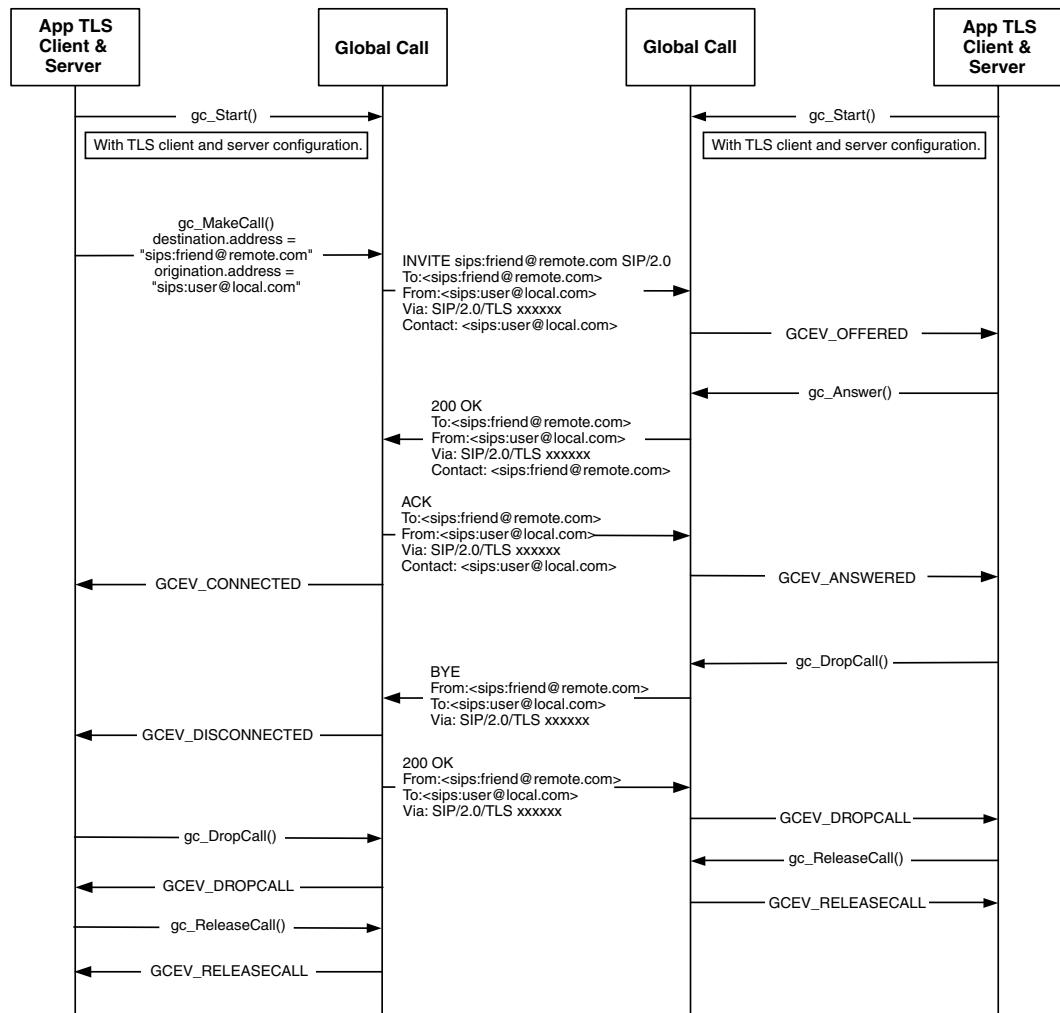 App TLS
Client &
Server
Global Call
Global Call
App TLS
Client &
Server
gc_Start()
gc_Start()
With TLS client and server configuration.
With TLS client and server configuration.
gc_MakeCall()
destination.address =
"sips:friend@remote.com"
origination.address =
"sips:user@local.com"
INVITE sips:friend@remote.com SIP/2.0
To:<sips:friend@remote.com>
From:<sips:user@local.com>
Via: SIP/2.0/TLS xxxxxx
Contact: <sips:user@local.com>
GCEV_OFFERED
gc_Answer()
200 OK
To:<sips:friend@remote.com>
From:<sips:user@local.com>
Via: SIP/2.0/TLS xxxxxx
Contact: <sips:friend@remote.com>
ACK
To:<sips:friend@remote.com>
From:<sips:user@local.com>
Via: SIP/2.0/TLS xxxxxx
Contact: <sips:user@local.com>
GCEV_CONNECTED
GCEV_ANSWERED
gc_DropCall()
BYE
From:<sips:friend@remote.com>
To:<sips:user@local.com>
Via: SIP/2.0/TLS xxxxxx
GCEV_DISCONNECTED
200 OK
From:<sips:friend@remote.com>
To:<sips:user@local.com>
Via: SIP/2.0/TLS xxxxxx
GCEV_DROPCALL
gc_DropCall()
gc_ReleaseCall()
GCEV_DROPCALL
GCEV_RELEASECALL
gc_ReleaseCall()
GCEV_RELEASECALL